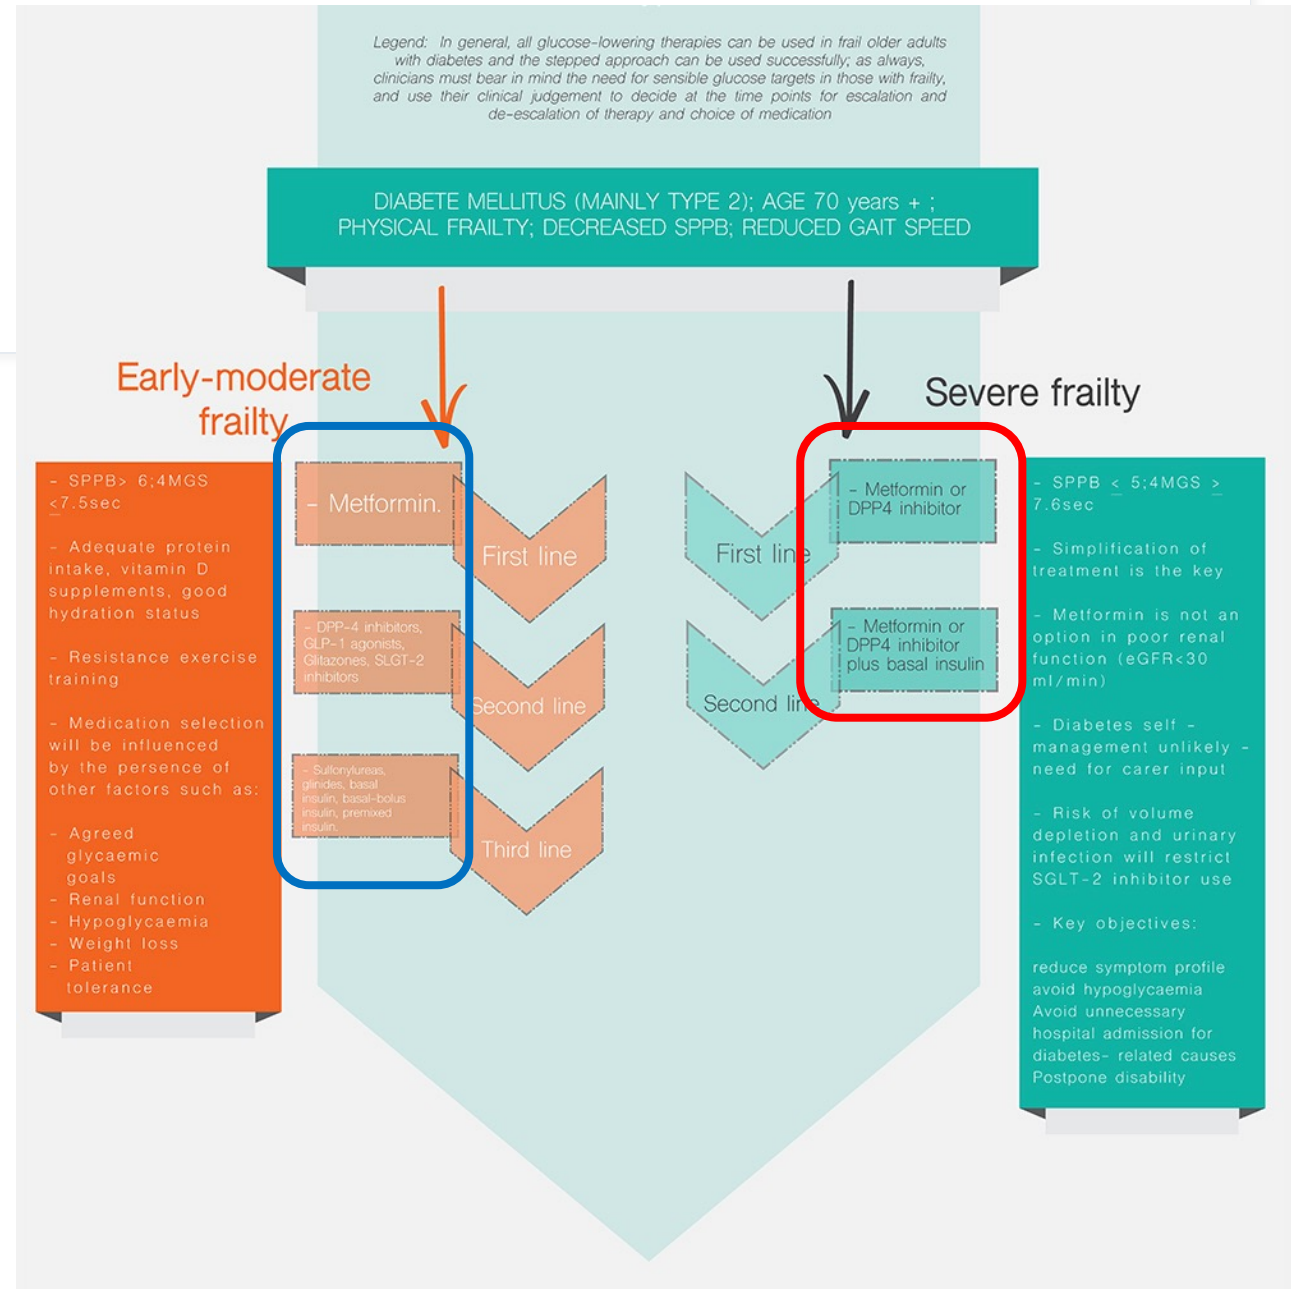 Legend: In general, all glucose-lowering therapies can be used in frail older adults
with diabetes and the stepped approach can be used successfully; as always,
clinicians must bear in mind the need for sensible glucose targets in those with frailty,
and use their clinical judgement to decide at the time points for escalation and
de-escalation of therapy and choice of medication
DIABETE MELLITUS (MAINLY TYPE 2); AGE 70 years + ;
PHYSICAL FRAILTY; DECREASED SPPB; REDUCED GAIT SPEED
Early-moderate
frailty
- SPPB> 6;4MGS
≤7.5sec
- Adequate protein
intake, vitamin D
supplements, good
hydration status
- Resistance exercise
training
- Medication selection
will be influenced
by the persence of
other factors such as:
- Agreed
glycaemic
goals
- Renal function
- Hypoglycaemia
- Weight loss
- Patient
tolerance
- Metformin.
First line
- DPP-4 inhibitors,
GLP-1 agonists,
Glitazones, SLGT-2
inhibitors
Second line
- Sulfonylureas,
glinides, basal
insulin, basal-bolus
insulin, premixed
insulin.
Third line
Severe frailty
First line
- Metformin or
DPP4 inhibitor
Second line
- Metformin or
DPP4 inhibitor
plus basal insulin
- SPPB ≤ 5;4MGS ≥
7.6sec
- Simplification of
treatment is the key
- Metformin is not an
option in poor renal
function (eGFR<30
ml/min)
- Diabetes self -
management unlikely -
need for carer input
- Risk of volume
depletion and urinary
infection will restrict
SGLT-2 inhibitor use
- Key objectives:
reduce symptom profile
avoid hypoglycaemia
Avoid unnecessary
hospital admission for
diabetes- related causes
Postpone disability